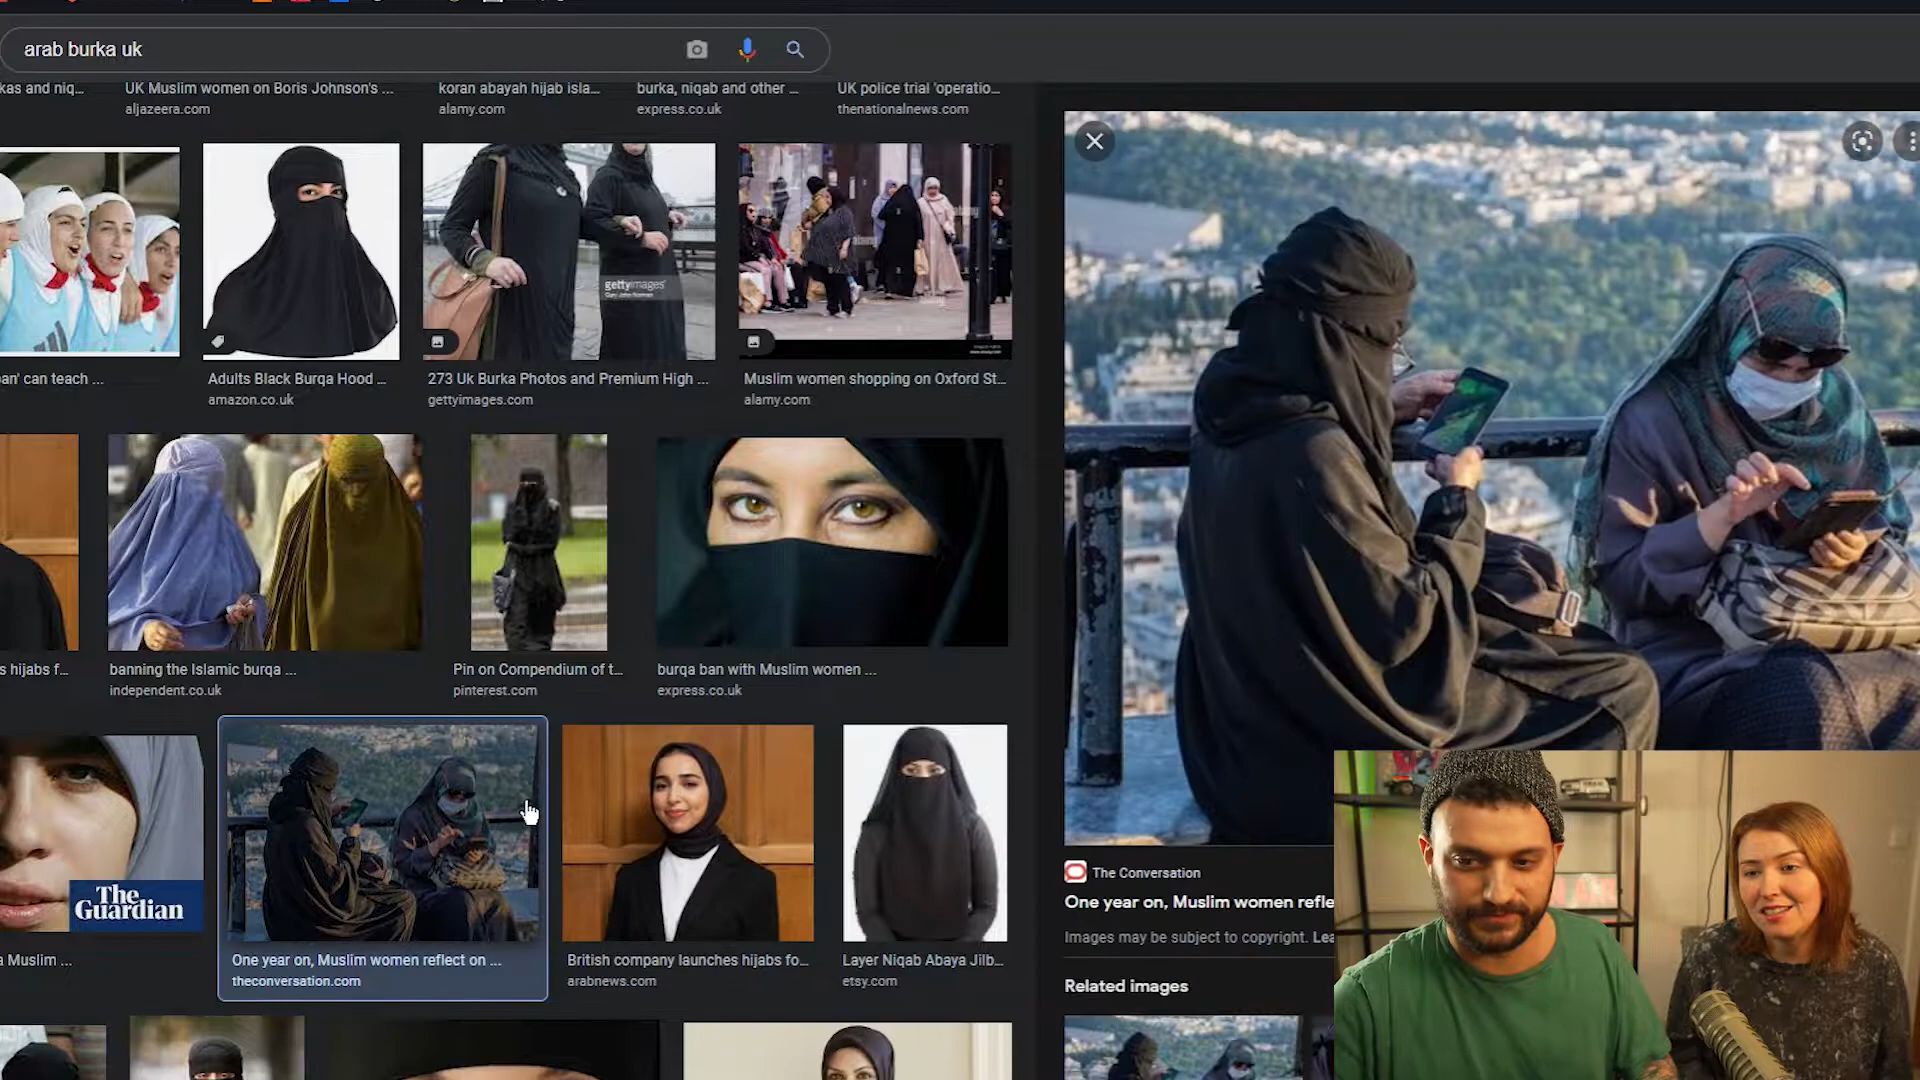 arab burka uk
kas and niq...
UK Muslim women on Boris Johnson's ...
aljazeera.com
koran abayah hijab isla...
alamy.com
burka, niqab and other ...
express.co.uk
UK police trial 'operatio...
thenationalnews.com
gettyimages
an' can teach ...
Adults Black Burqa Hood ...
amazon.co.uk
273 Uk Burka Photos and Premium High ...
gettyimages.com
Muslim women shopping on Oxford St...
alamy.com
s hijabs f...
banning the Islamic burqa ...
independent.co.uk
Pin on Compendium of t...
pinterest.com
burqa ban with Muslim women ...
express.co.uk
The
Guardian
a Muslim ...
One year on, Muslim women reflect on ...
theconversation.com
British company launches hijabs fo...
arabnews.com
Layer Niqab Abaya Jilb...
etsy.com
The Conversation
One year on, Muslim women refle
Images may be subject to copyright. Lea
Related images